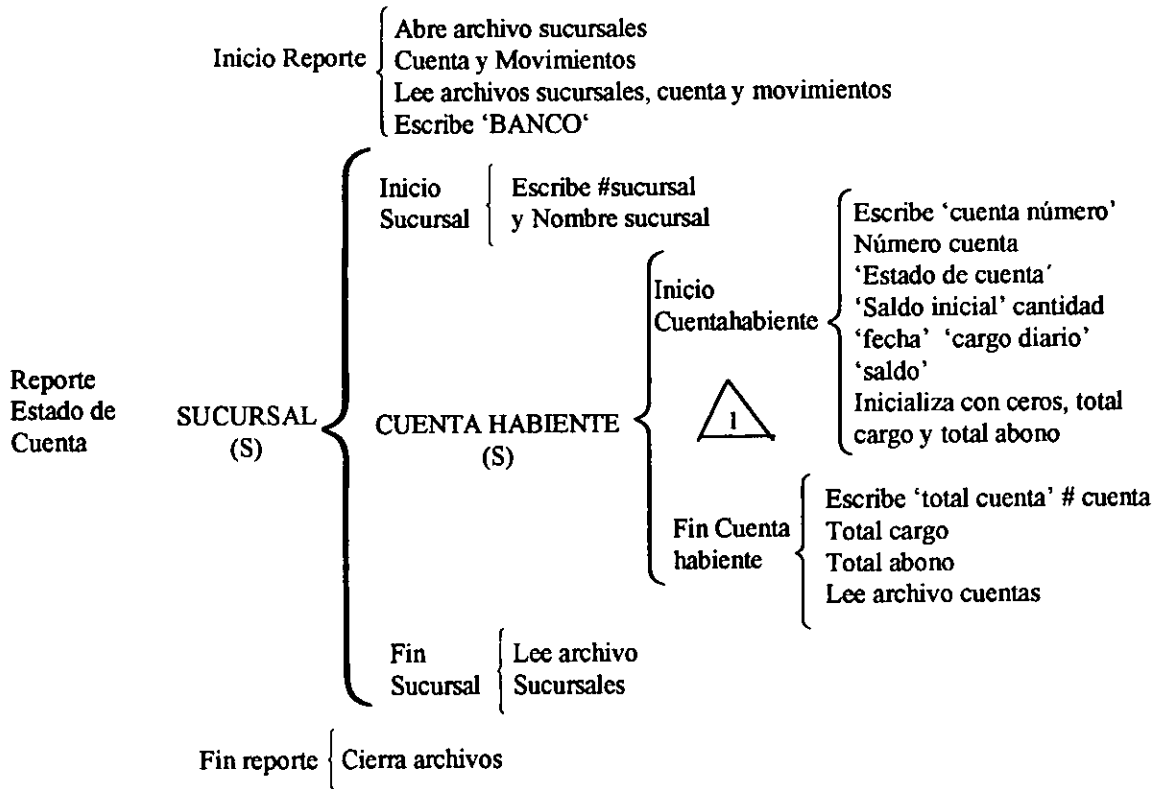 Inicio Reporte
Abre archivo sucursales
Cuenta y Movimientos
Lee archivos sucursales, cuenta y movimientos
Escribe ‘BANCO‘
Reporte
Estado de
Cuenta
SUCURSAL
(S)
Inicio
Sucursal
Escribe #sucursal
y Nombre sucursal
CUENTA HABIENTE
(S)
Inicio
Cuentahabiente
Escribe ‘cuenta número’
Número cuenta
‘Estado de cuenta′
‘Saldo inicial’ cantidad
‘fecha’ ‘cargo diario’
‘saldo’
Inicializa con ceros, total
cargo y total abono
1
Fin Cuenta
habiente
Escribe ‘total cuenta’ # cuenta
Total cargo
Total abono
Lee archivo cuentas
Fin
Sucursal
Lee archivo
Sucursales
Fin reporte
Cierra archivos